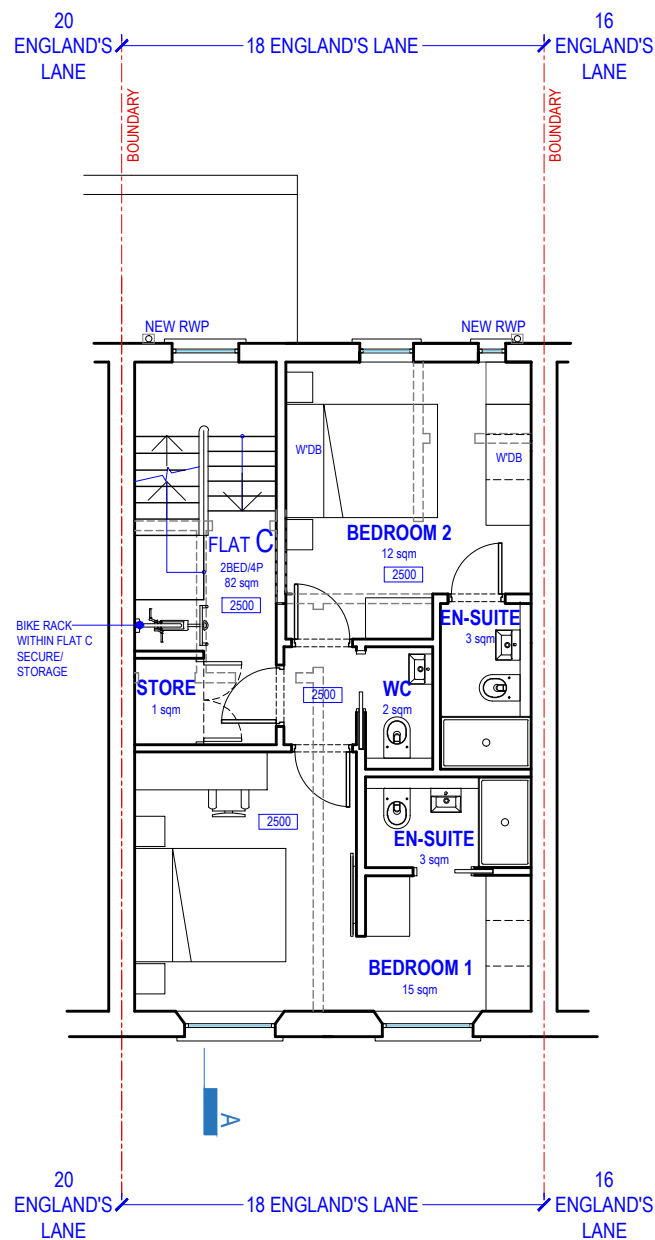 20
ENGLAND'S
LANE
18 ENGLAND'S LANE
16
ENGLAND'S
LANE
BOUNDARY
BOUNDARY
NEW RWP
NEW RWP
W'DB
W'DB
BEDROOM 2
12 sqm
2500
FLAT C
2BED/4P
82 sqm
2500
BIKE RACK
WITHIN FLAT C
SECURE/
STORAGE
EN-SUITE
3 sqm
STORE
1 sqm
2500
WC
2 sqm
2500
EN-SUITE
3 sqm
BEDROOM 1
15 sqm
A
20
ENGLAND'S
LANE
18 ENGLAND'S LANE
16
ENGLAND'S
LANE